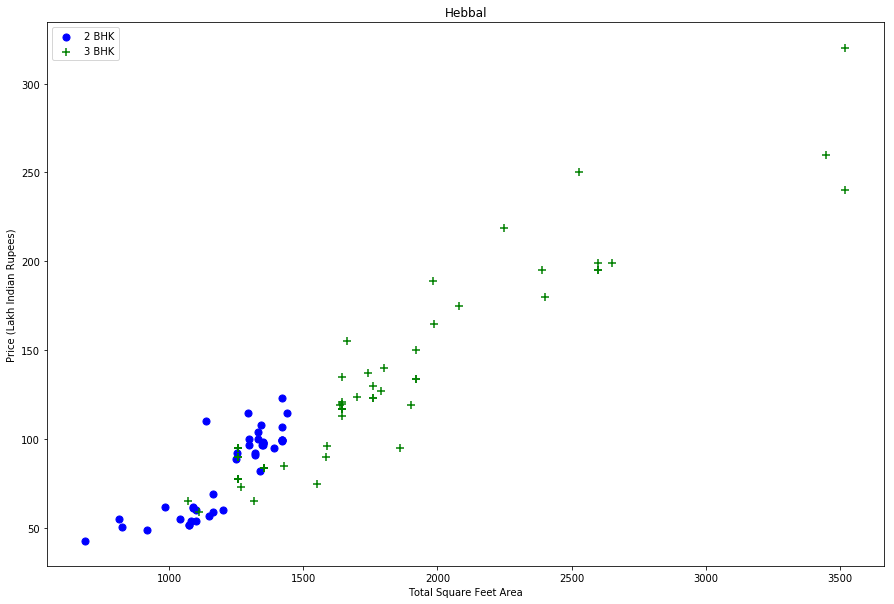 Hebbal
2 BHK
3 BHK
Price (Lakh Indian Rupees)
300
250
200
150
100
50
1000
1500
2000
2500
3000
3500
Total Square Feet Area